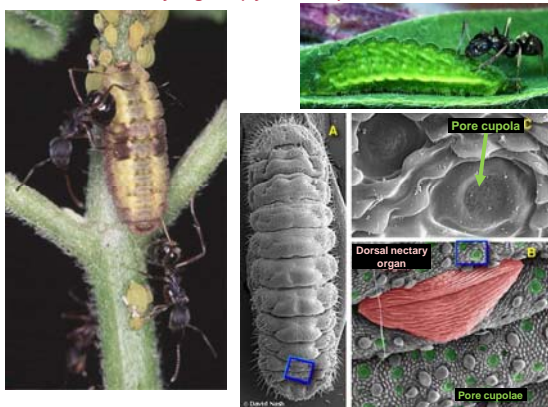 A
C
Pore cupola
Dorsal nectary
organ
B
Pore cupolae
© David Nash